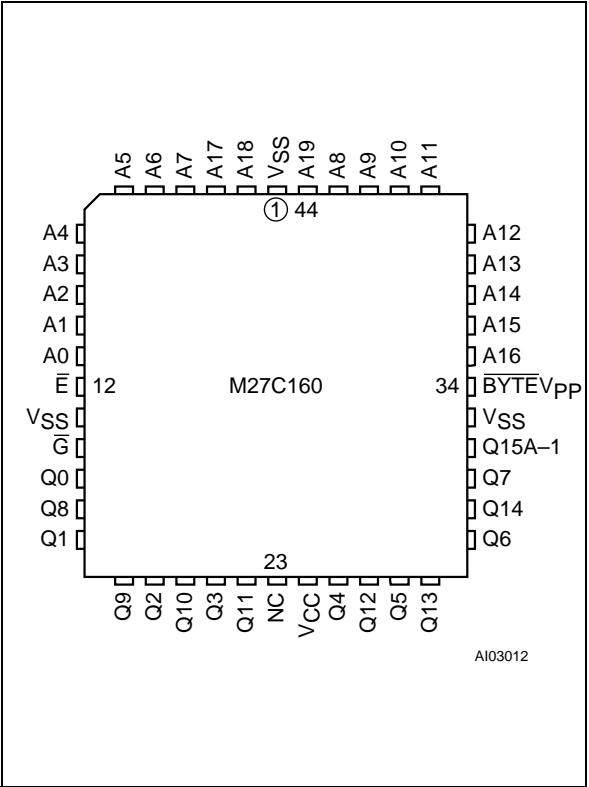 A5 A6 A7 A17 A18 VSS A19 A8 A9 A10 A11
1 44
A4 A12
A3 A13
A2 A14
A1 A15
A0 A16
E̅ 12 M27C160 34 B̅Y̅T̅E̅VPP
VSS VSS
G̅ Q15A–1
Q0 Q7
Q8 Q14
Q1 Q6
23
Q9 Q2 Q10 Q3 Q11 NC VCC Q4 Q12 Q5 Q13
AI03012